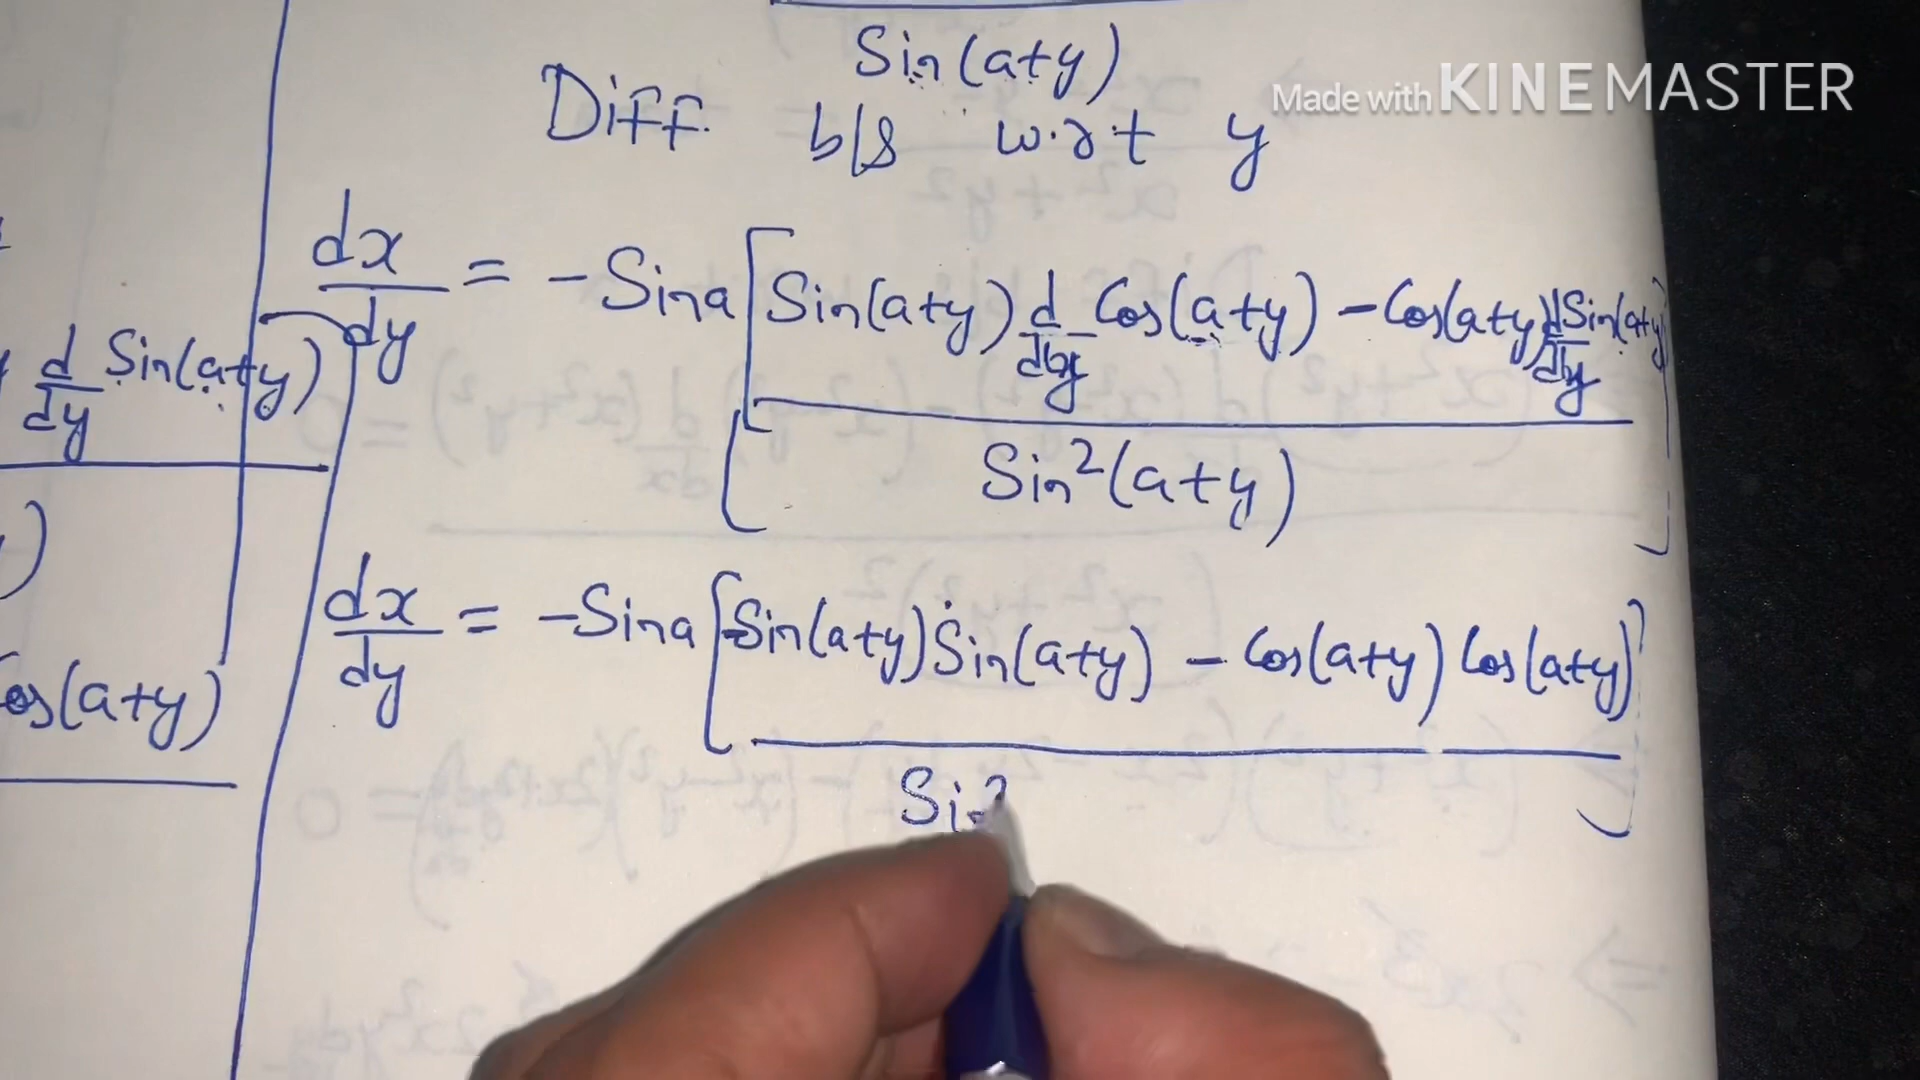 Sin(a+y)
Made with KINEMASTER
Diff. b/s w.r.t y
dx/dy = -Sina [Sin(a+y) d/dy Cos(a+y) - Cos(a+y) d/dy Sin(a+y)]
Sin²(a+y)
d/dy Sin(a+y)
dx/dy = -Sina [-Sin(a+y) Sin(a+y) - Cos(a+y) Cos(a+y)]
Cos(a+y)
Sin²